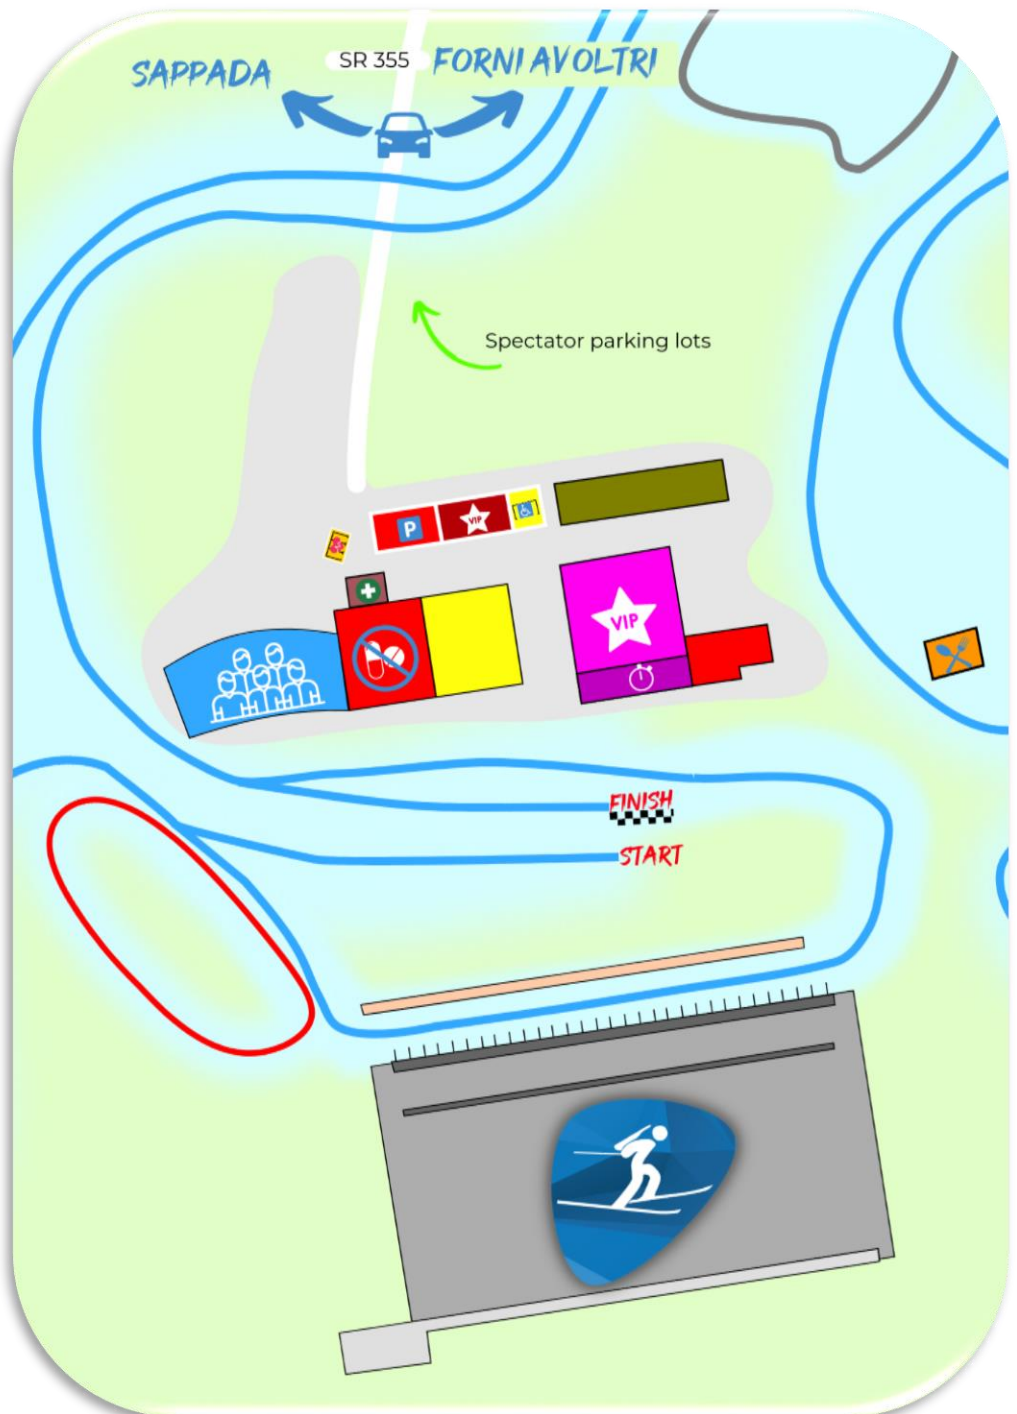 SAPPADA
SR 355
FORNI AVOLTRI
Spectator parking lots
P
VIP
VIP
FINISH
START